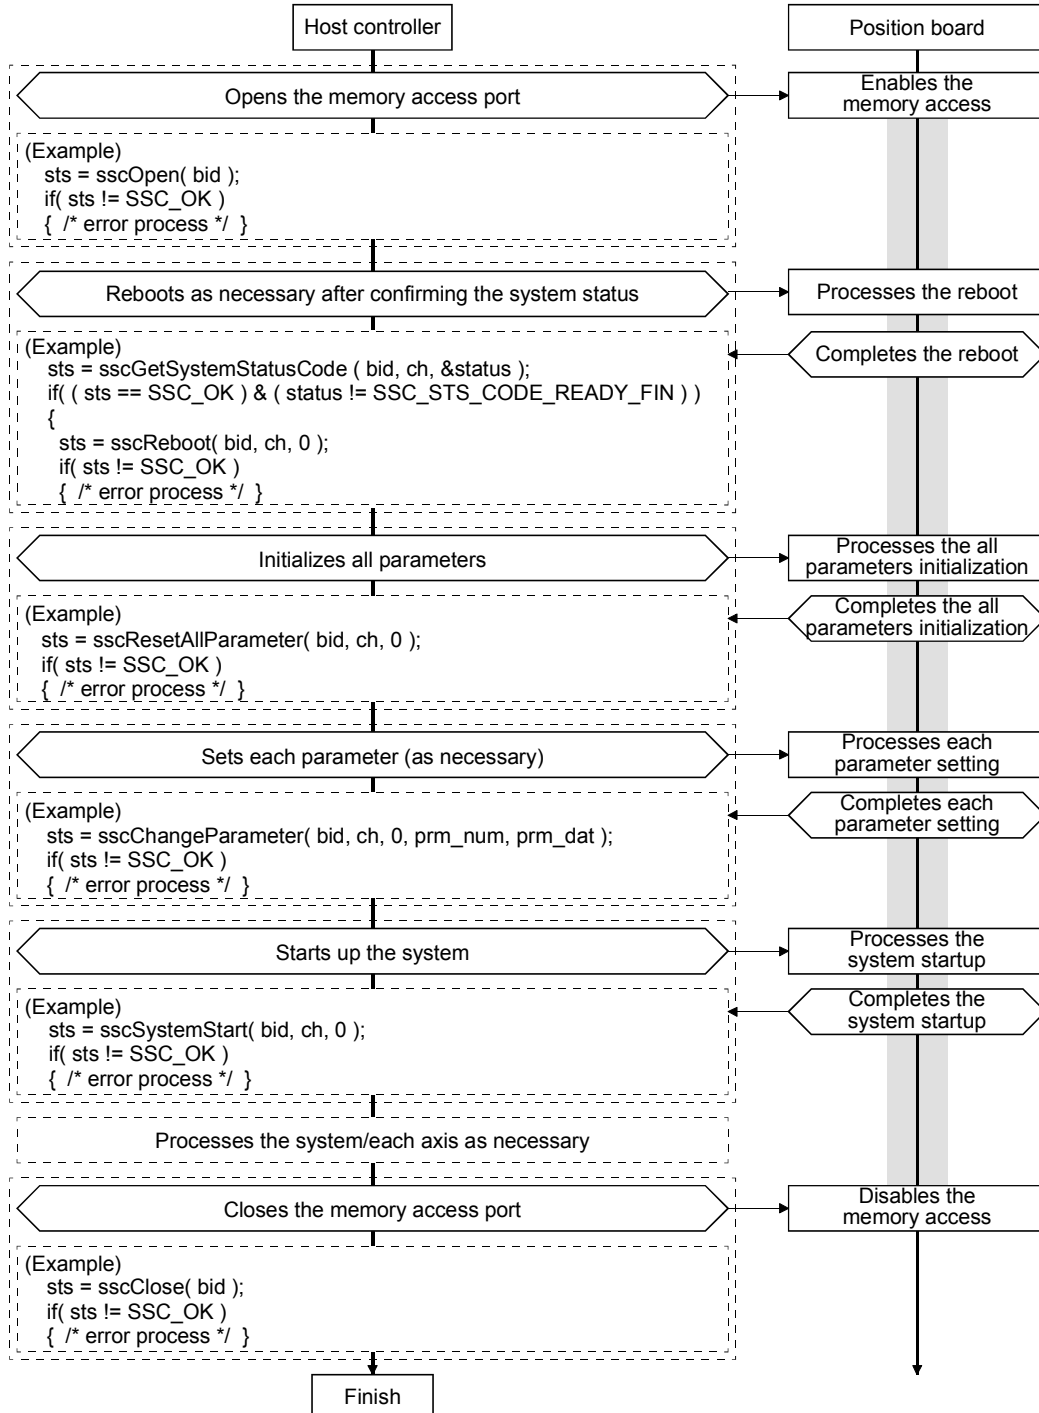 Host controller
Position board
Opens the memory access port
Enables the
memory access
(Example)
sts = sscOpen( bid );
if( sts != SSC_OK )
{  /* error process */  }
Reboots as necessary after confirming the system status
Processes the reboot
(Example)
sts = sscGetSystemStatusCode ( bid, ch, &status );
if( ( sts == SSC_OK ) & ( status != SSC_STS_CODE_READY_FIN ) )
{
sts = sscReboot( bid, ch, 0 );
if( sts != SSC_OK )
{  /* error process */  }
Completes the reboot
Initializes all parameters
Processes the all
parameters initialization
(Example)
sts = sscResetAllParameter( bid, ch, 0 );
if( sts != SSC_OK )
{  /* error process */  }
Completes the all
parameters initialization
Sets each parameter (as necessary)
Processes each
parameter setting
(Example)
sts = sscChangeParameter( bid, ch, 0, prm_num, prm_dat );
if( sts != SSC_OK )
{  /* error process */  }
Completes each
parameter setting
Starts up the system
Processes the
system startup
(Example)
sts = sscSystemStart( bid, ch, 0 );
if( sts != SSC_OK )
{  /* error process */  }
Completes the
system startup
Processes the system/each axis as necessary
Closes the memory access port
Disables the
memory access
(Example)
sts = sscClose( bid );
if( sts != SSC_OK )
{  /* error process */  }
Finish